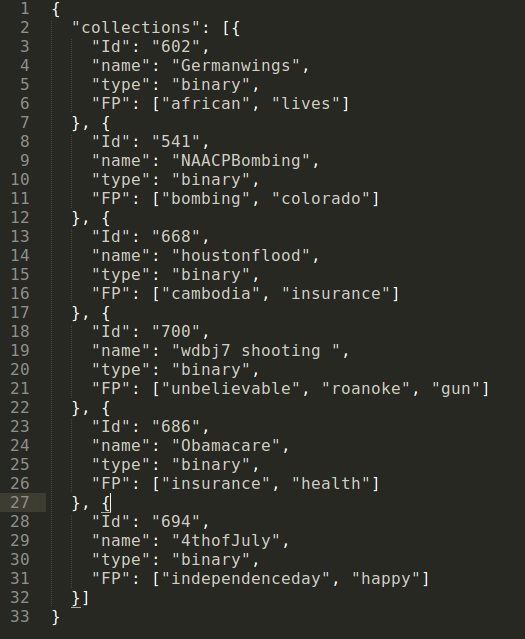 1 {
2   "collections": [{
3     "Id": "602",
4     "name": "Germanwings",
5     "type": "binary",
6     "FP": ["african", "lives"]
7   }, {
8     "Id": "541",
9     "name": "NAACPBombing",
10     "type": "binary",
11     "FP": ["bombing", "colorado"]
12   }, {
13     "Id": "668",
14     "name": "houstonflood",
15     "type": "binary",
16     "FP": ["cambodia", "insurance"]
17   }, {
18     "Id": "700",
19     "name": "wdbj7 shooting ",
20     "type": "binary",
21     "FP": ["unbelievable", "roanoke", "gun"]
22   }, {
23     "Id": "686",
24     "name": "Obamacare",
25     "type": "binary",
26     "FP": ["insurance", "health"]
27   }, {
28     "Id": "694",
29     "name": "4thofJuly",
30     "type": "binary",
31     "FP": ["independenceday", "happy"]
32   }]
33 }